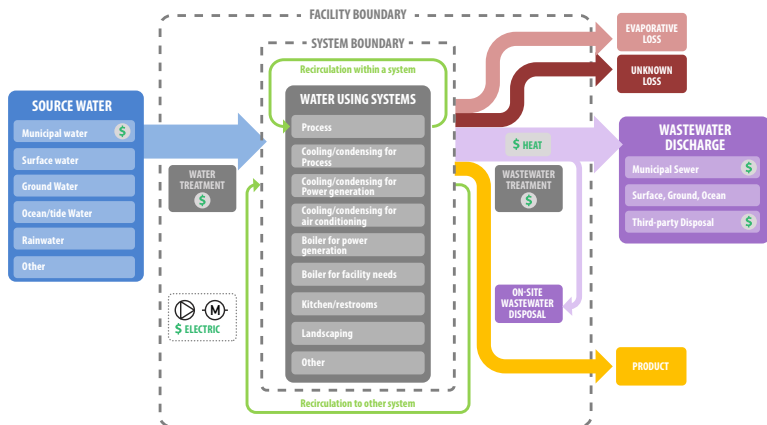 FACILITY BOUNDARY
SYSTEM BOUNDARY
Recirculation within a system
EVAPORATIVE
LOSS
UNKNOWN
LOSS
SOURCE WATER
Municipal water $
Surface water
Ground Water
Ocean/tide Water
Rainwater
Other
WATER
TREATMENT
$
M
$ ELECTRIC
WATER USING SYSTEMS
Process
Cooling/condensing for
Process
Cooling/condensing for
Power generation
Cooling/condensing for
air conditioning
Boiler for power
generation
Boiler for facility needs
Kitchen/restrooms
Landscaping
Other
Recirculation to other system
$ HEAT
WASTEWATER
TREATMENT
$
ON-SITE
WASTEWATER
DISPOSAL
WASTEWATER
DISCHARGE
Municipal Sewer $
Surface, Ground, Ocean
Third-party Disposal $
PRODUCT